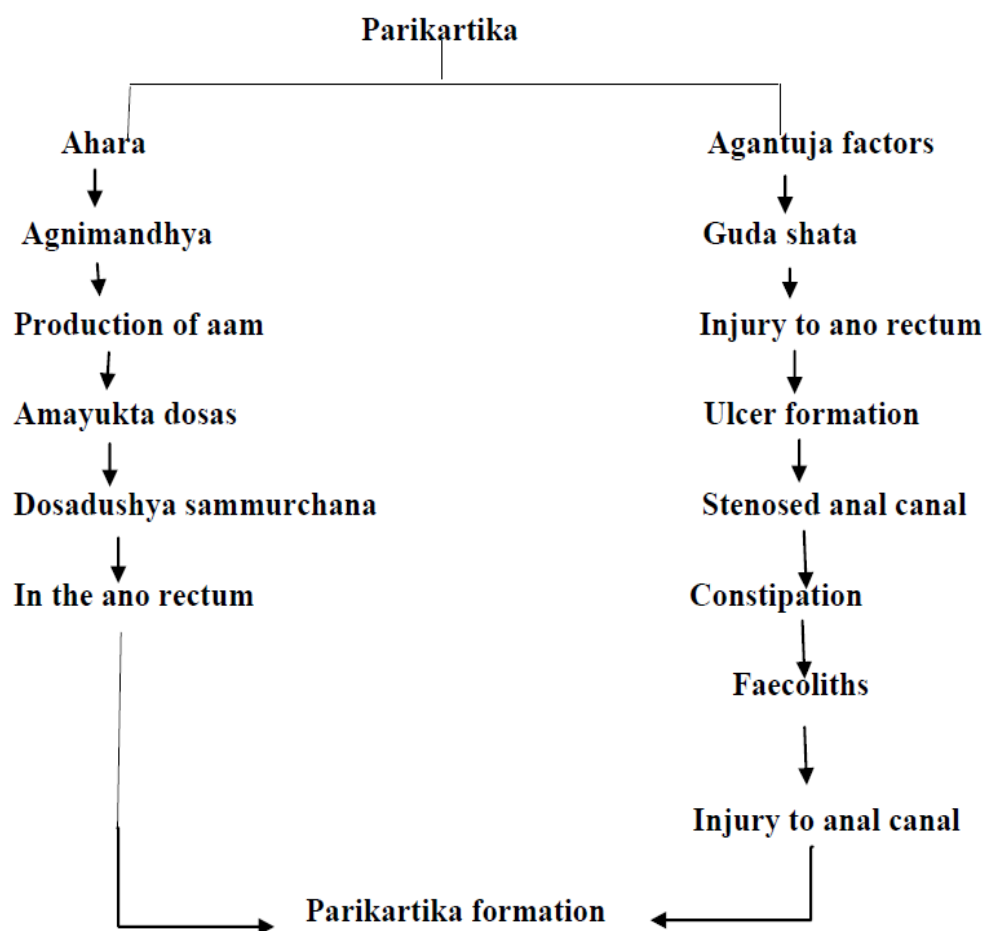 Parikartika
Ahara
Agnimandhya
Production of aam
Amayukta dosas
Dosadushya sammurchana
In the ano rectum
Agantuja factors
Guda shata
Injury to ano rectum
Ulcer formation
Stenosed anal canal
Constipation
Faecoliths
Injury to anal canal
Parikartika formation